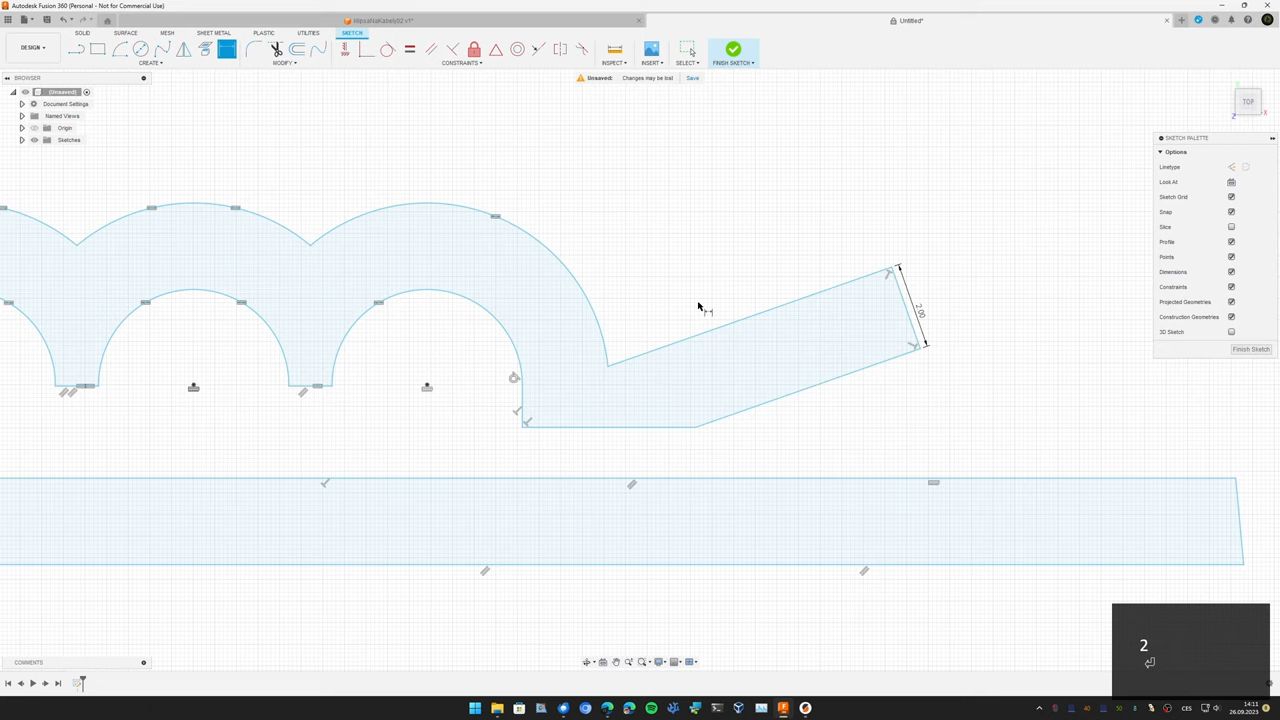 Autodesk Fusion 360 (Personal - Not for Commercial Use)
Untitled*
SOLID SURFACE MESH SHEET METAL PLASTIC UTILITIES SKETCH
DESIGN
CREATE MODIFY CONSTRAINTS INSPECT INSERT SELECT FINISH SKETCH
BROWSER
Unsaved: Changes may be lost Save
(Unsaved)
Document Settings
Named Views
Origin
Sketches
TOP
X
Z
SKETCH PALETTE
Options
Linetype
Look At
Sketch Grid
Snap
Slice
Profile
Points
Dimensions
Constraints
Projected Geometries
Construction Geometries
3D Sketch
Finish Sketch
2.00
2
COMMENTS
CES
14:11
26.09.2023